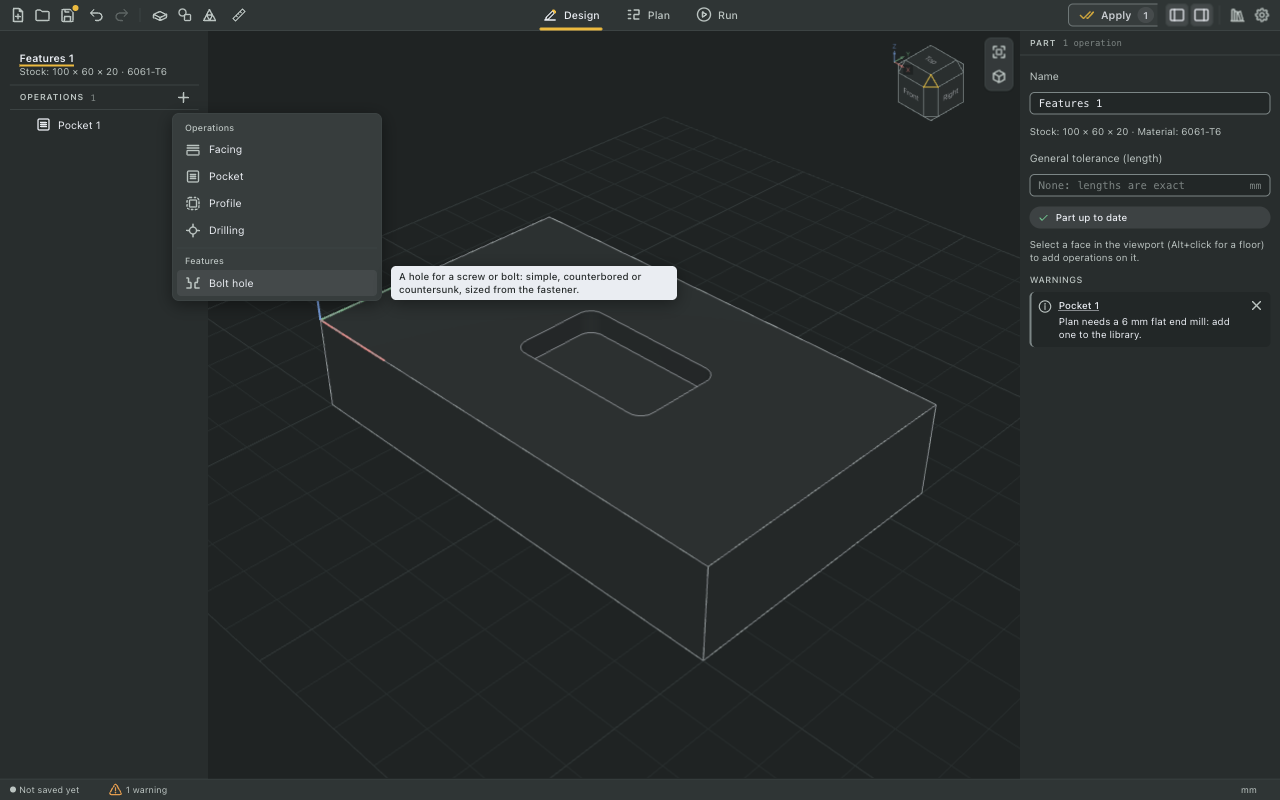 Design
Plan
Run
Apply 1
Features 1
Stock: 100 × 60 × 20 · 6061-T6
OPERATIONS 1
Pocket 1
Operations
Facing
Pocket
Profile
Drilling
Features
Bolt hole
A hole for a screw or bolt: simple, counterbored or
countersunk, sized from the fastener.
Z
Top
Front
Right
PART 1 operation
Name
Features 1
Stock: 100 × 60 × 20 · Material: 6061-T6
General tolerance (length)
None: lengths are exact mm
Part up to date
Select a face in the viewport (Alt+click for a floor)
to add operations on it.
WARNINGS
Pocket 1
Plan needs a 6 mm flat end mill: add
one to the library.
Not saved yet
1 warning
mm